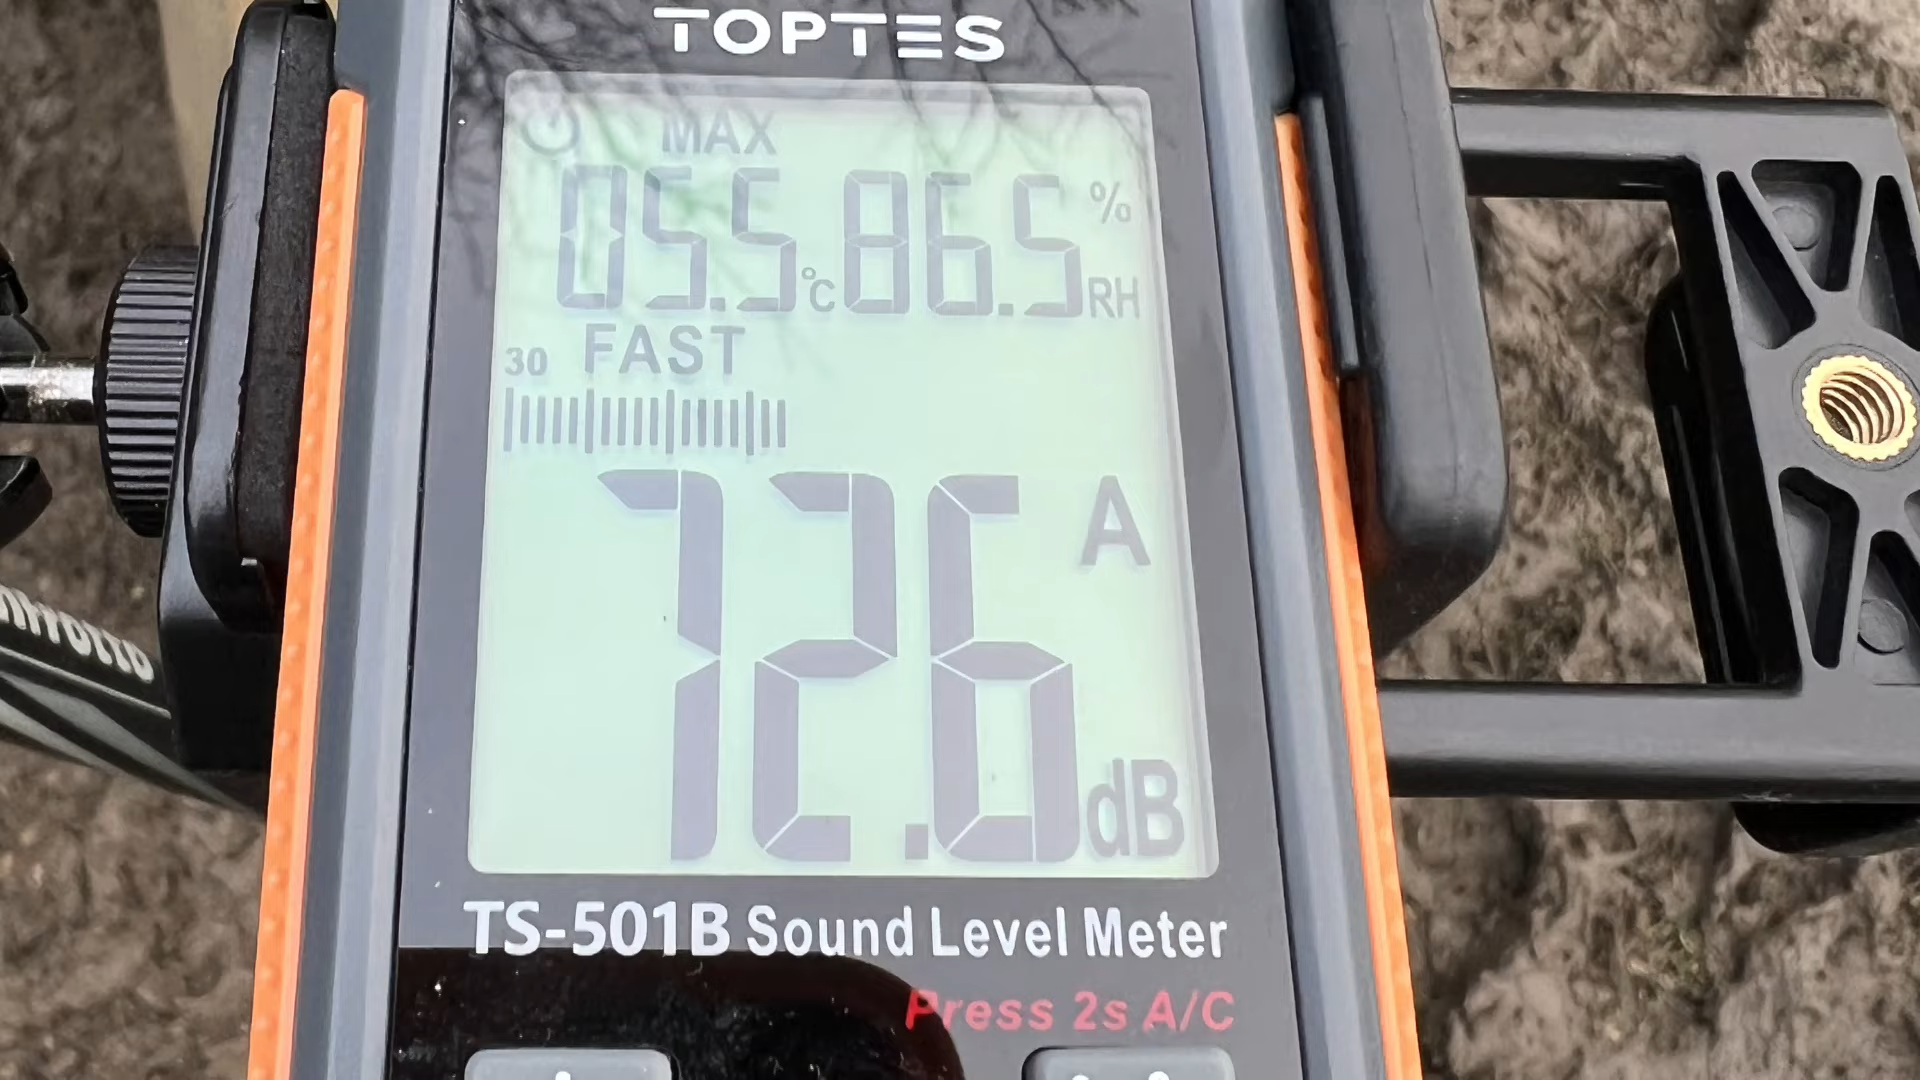 TOPTES
MAX
05.5 °C 86.5 % RH
30 FAST
72.6 A dB
TS-501B Sound Level Meter
Press 2s A/C